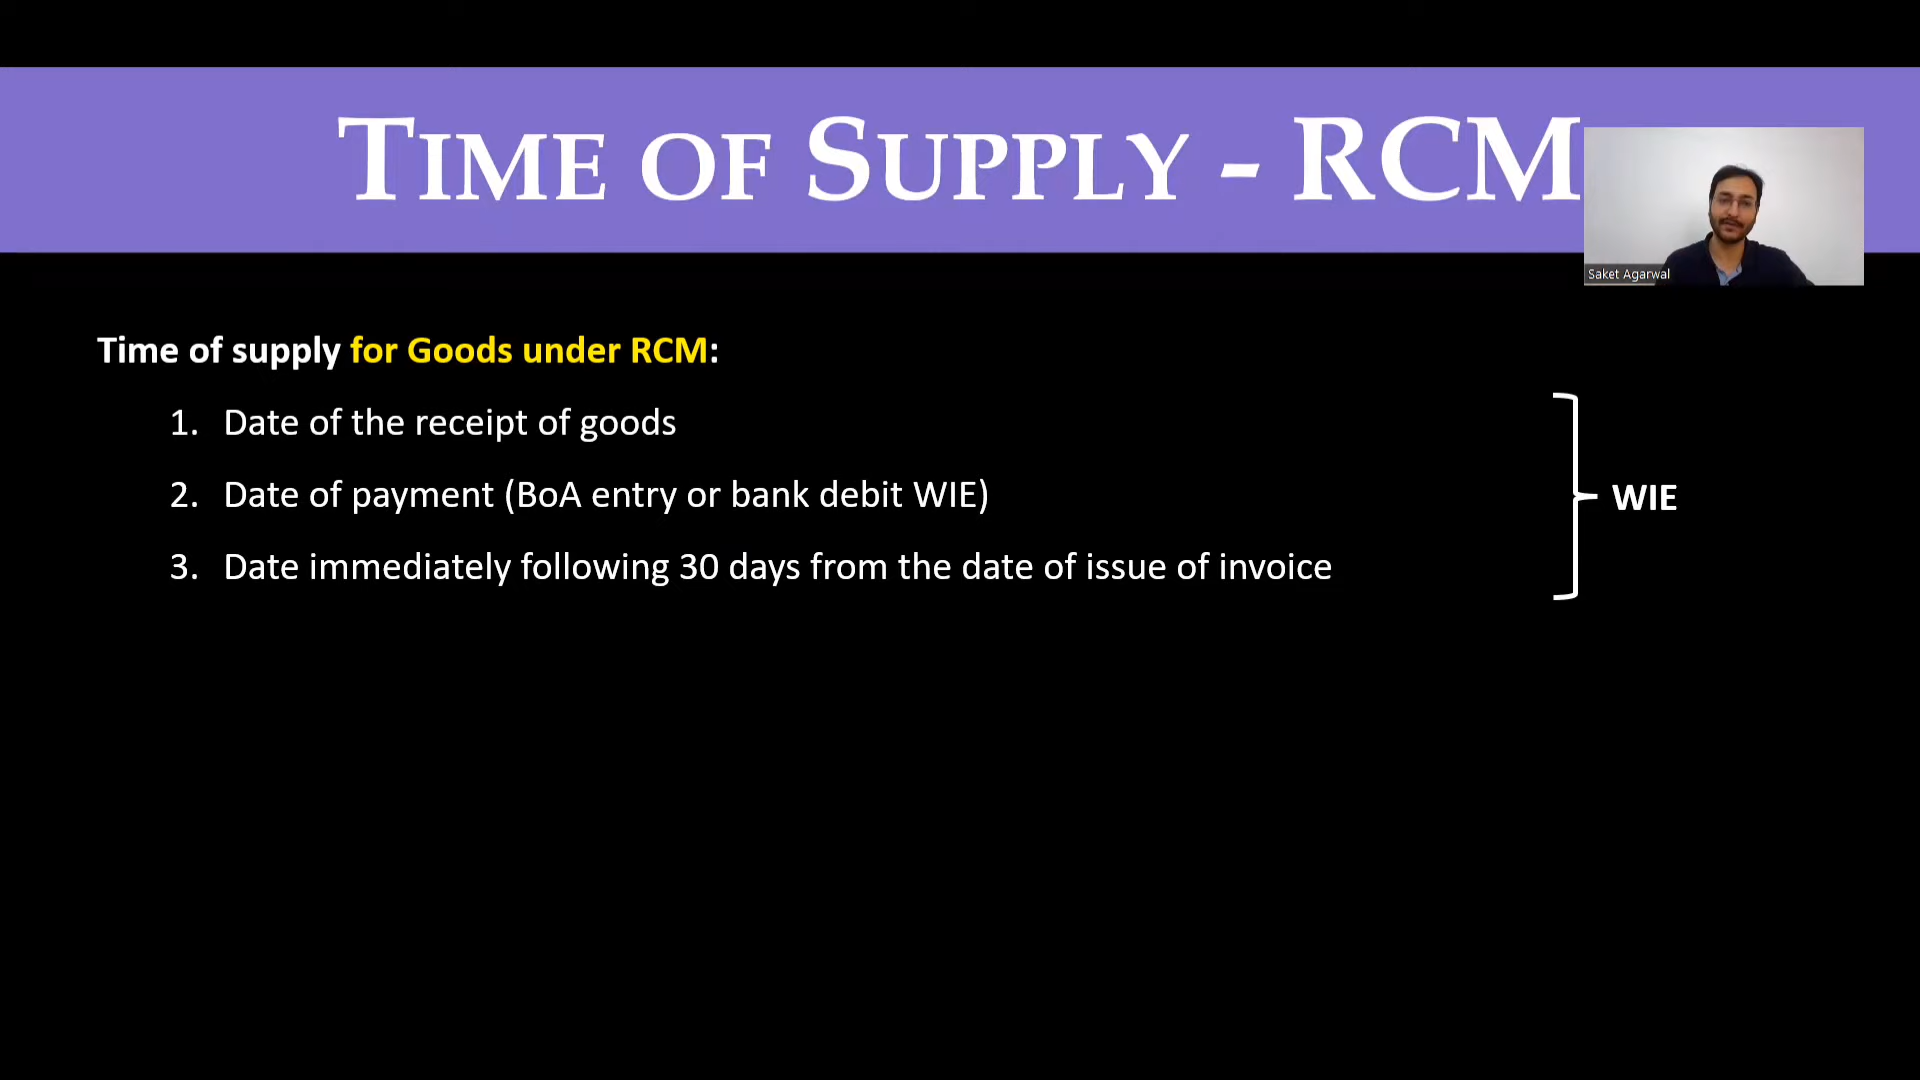 TIME OF SUPPLY - RCM
Saket Agarwal
Time of supply for Goods under RCM:
1. Date of the receipt of goods
2. Date of payment (BoA entry or bank debit WIE)
3. Date immediately following 30 days from the date of issue of invoice
WIE